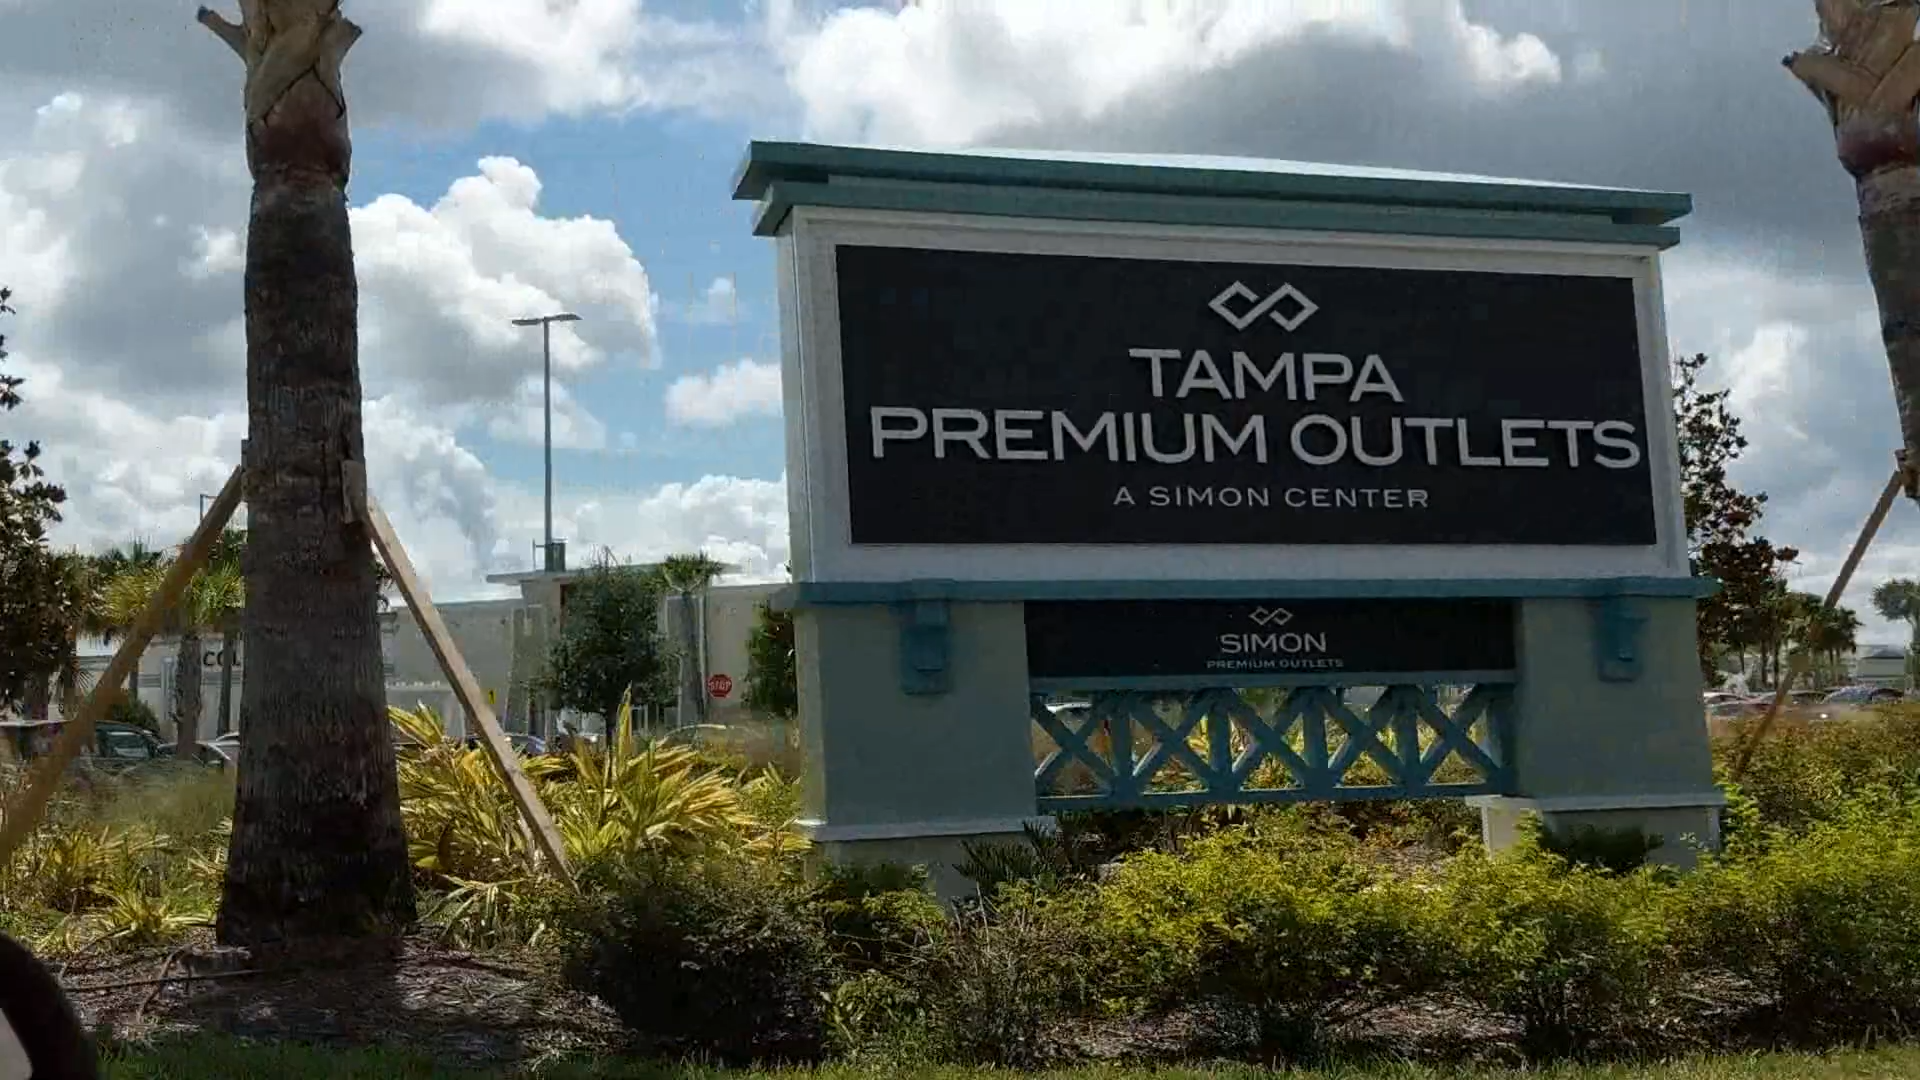 TAMPA
PREMIUM OUTLETS
A SIMON CENTER
SIMON
PREMIUM OUTLETS
STOP